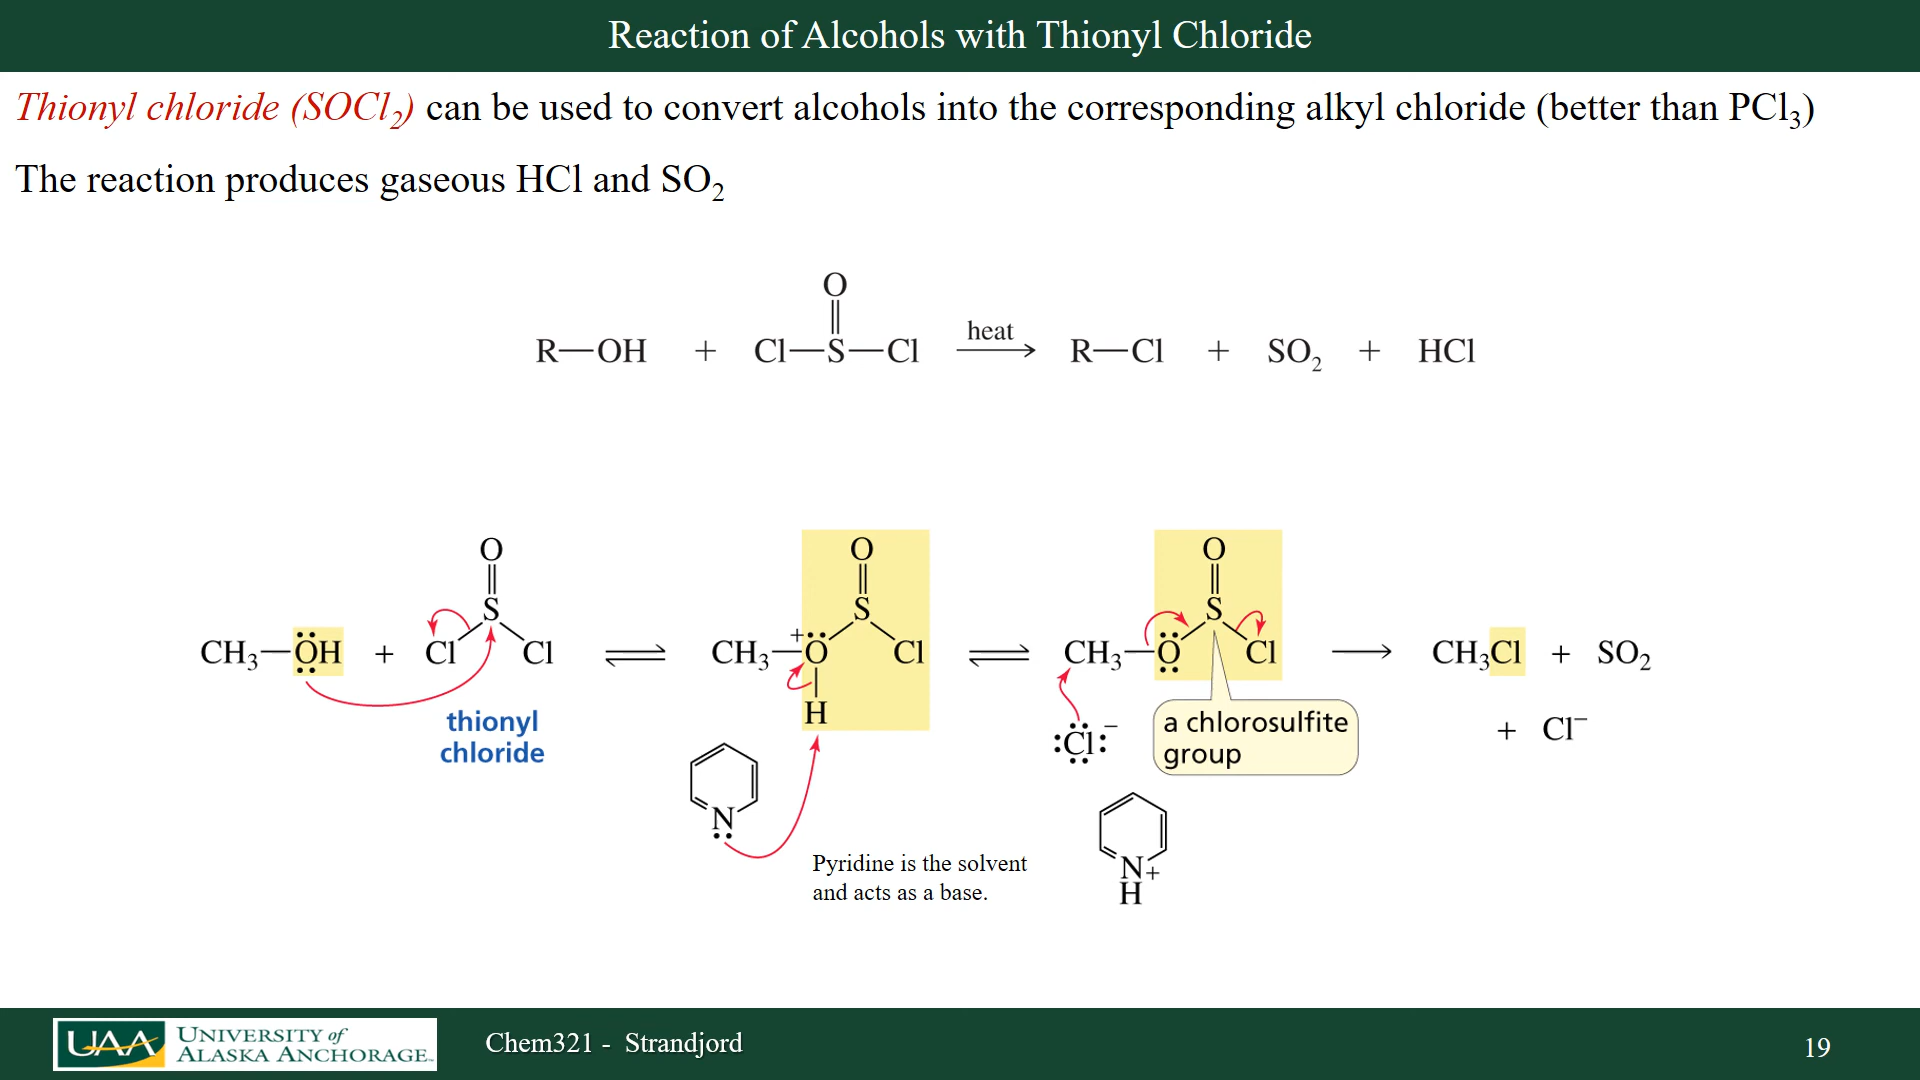 Reaction of Alcohols with Thionyl Chloride
Thionyl chloride (SOCl₂) can be used to convert alcohols into the corresponding alkyl chloride (better than PCl₃)
The reaction produces gaseous HCl and SO₂
O
R—OH + Cl—S—Cl heat → R—Cl + SO₂ + HCl
O O O
S S S
CH₃—ÖH + Cl Cl ⇌ CH₃—O⁺ Cl ⇌ CH₃—O Cl → CH₃Cl + SO₂
H
thionyl
chloride
:Cl:⁻
a chlorosulfite
group
+ Cl⁻
N
Pyridine is the solvent
and acts as a base.
N+
H
UAA UNIVERSITY of
ALASKA ANCHORAGE™
Chem321 - Strandjord
19